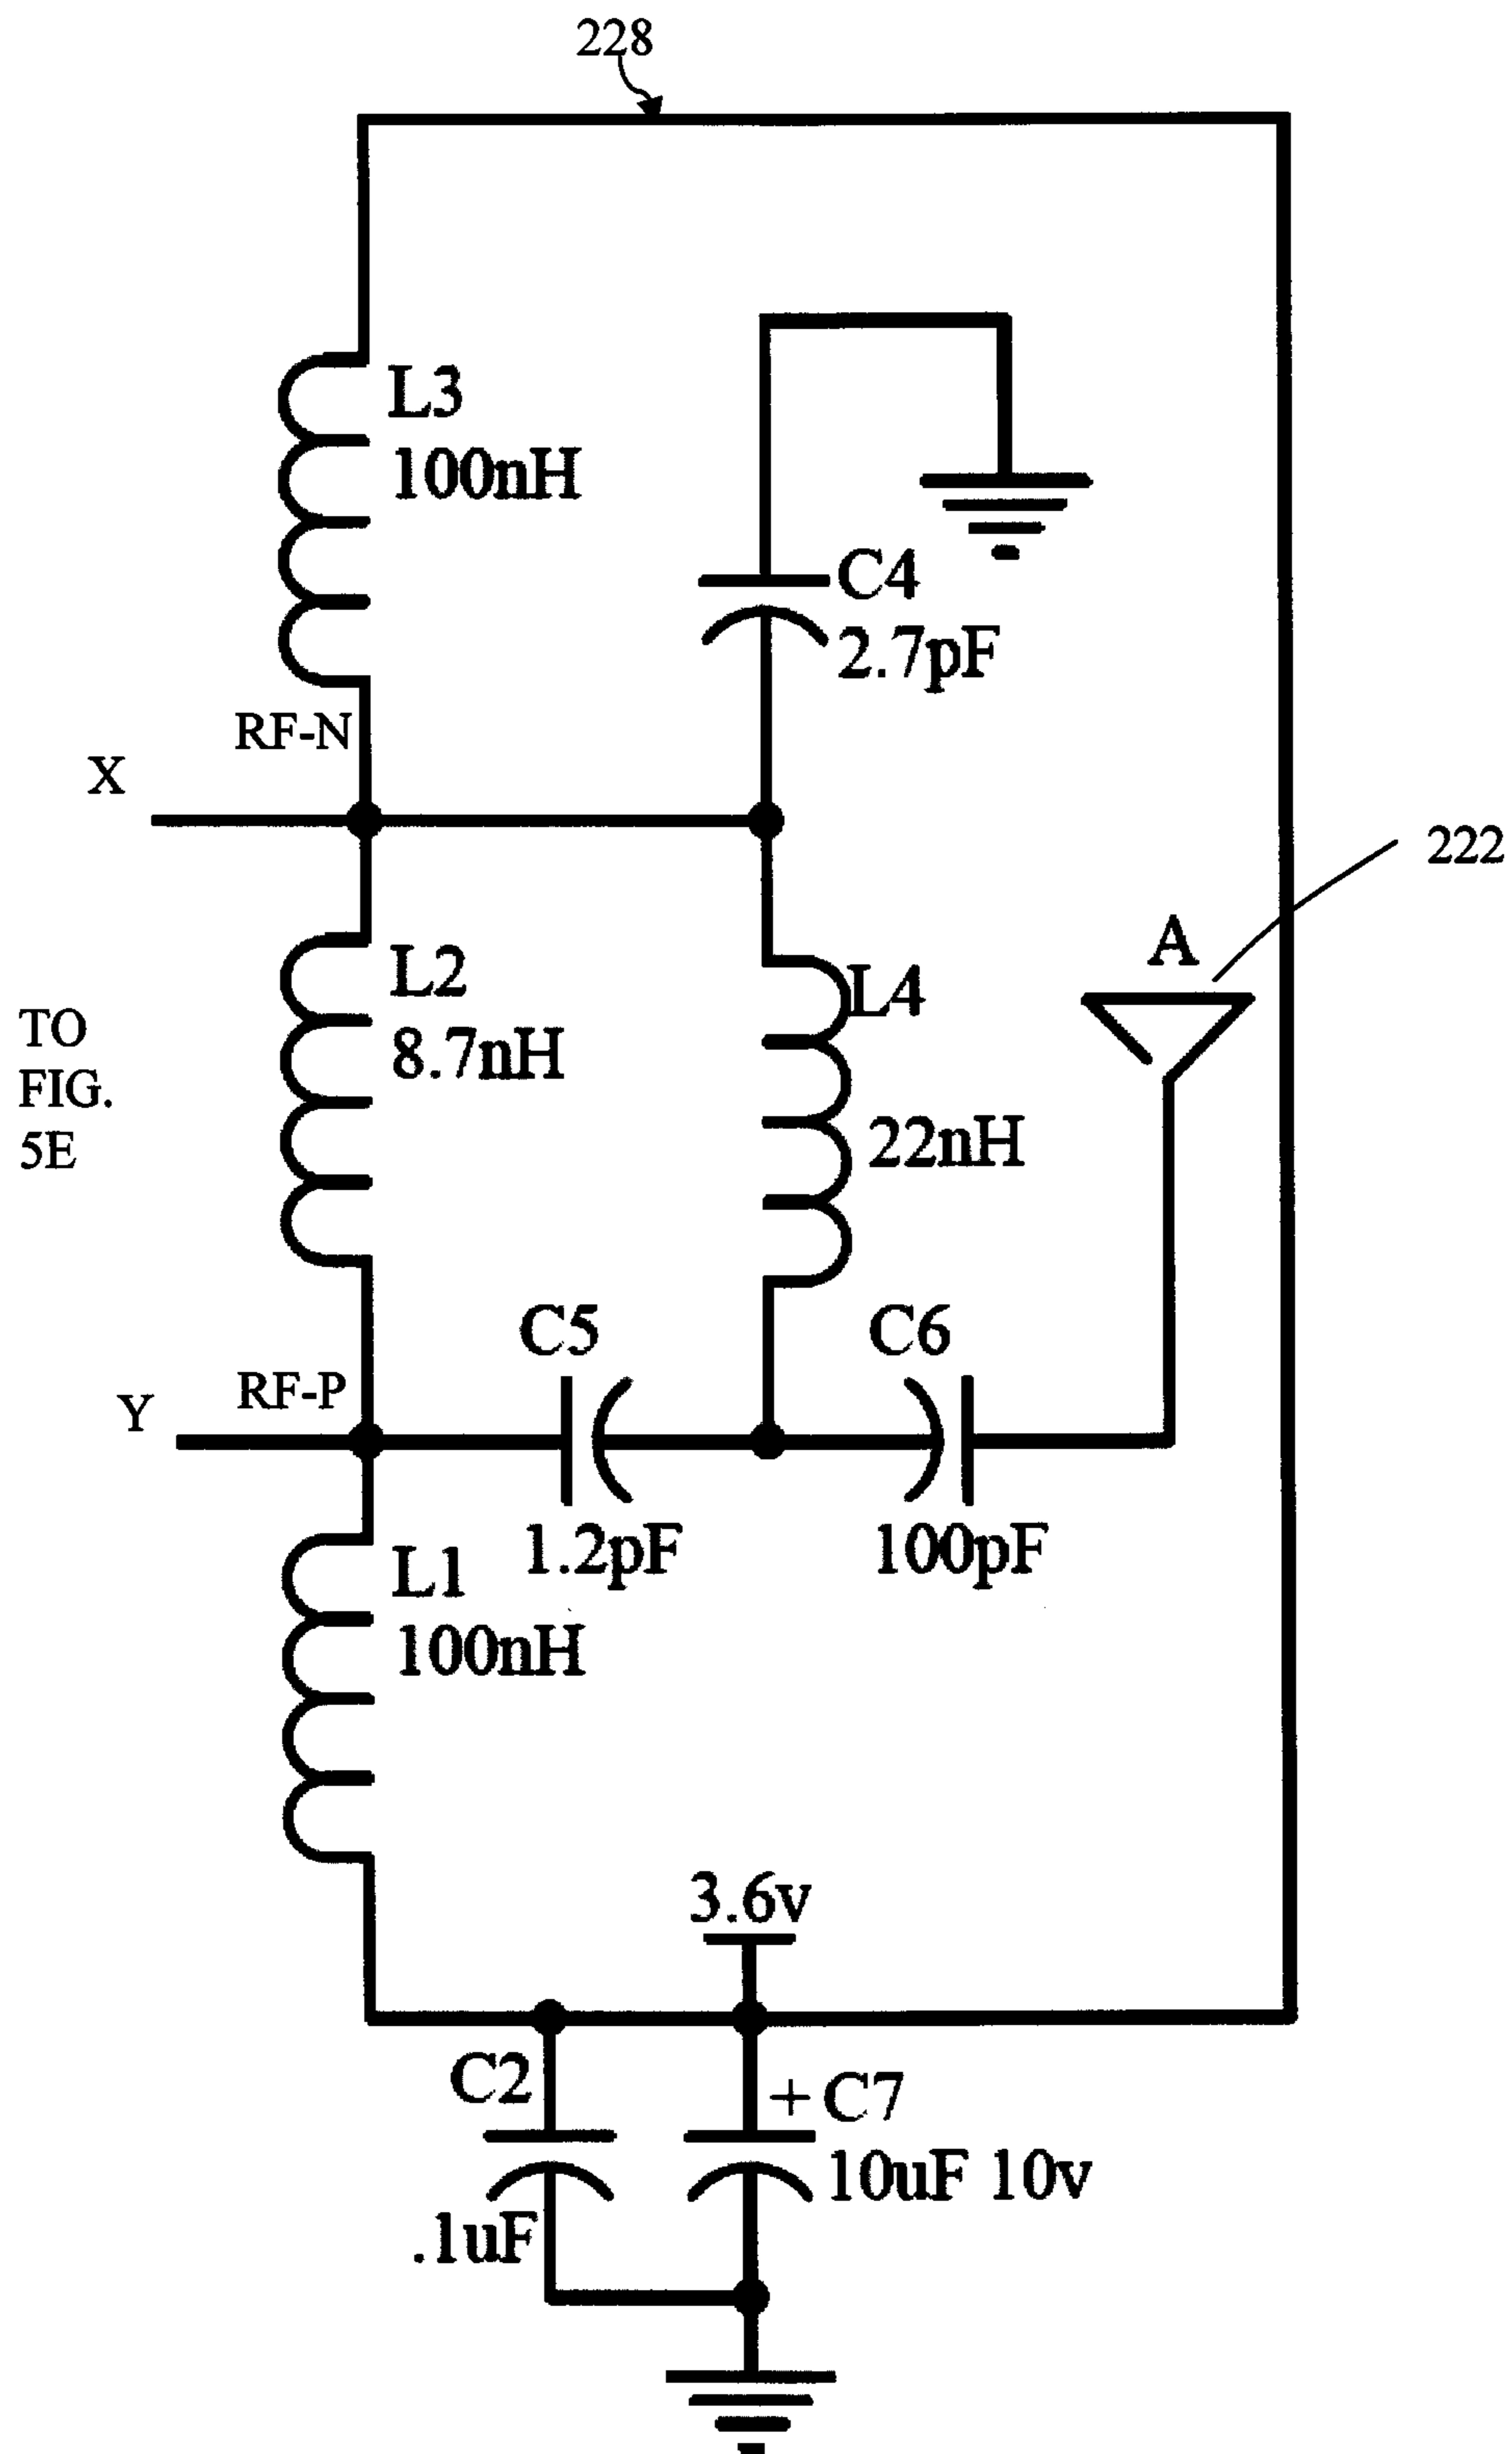 228
L3
100nH
C4
2.7pF
RF-N
X
222
A
L2
8.7nH
L4
22nH
TO
FIG.
5E
C5
C6
RF-P
Y
1.2pF
100pF
L1
100nH
3.6v
C2
+ C7
10uF 10v
.1uF